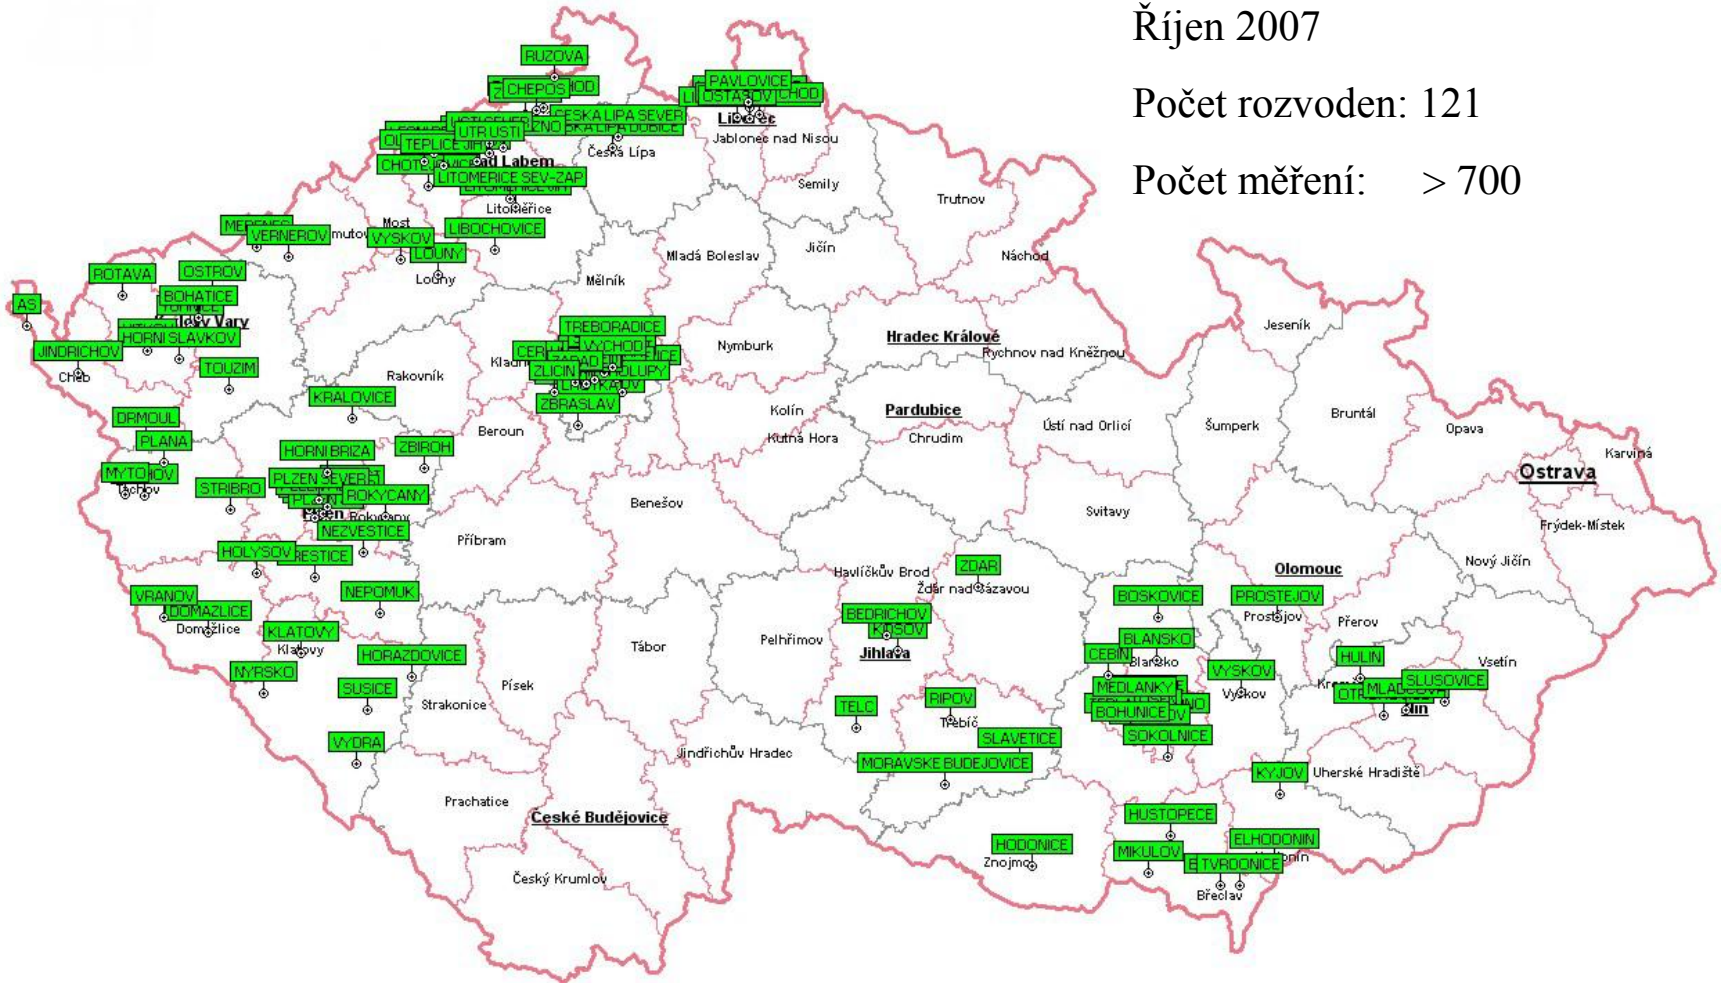 Říjen 2007
Počet rozvoden: 121
Počet měření: > 700
RUZOVA
CHEPOS
PAVLOVICE
OSTASOV
CHOD
Liberec
Jablonec nad Nisou
CESKA LIPA SEVER
Česká Lípa
UTR USTI
TEPLICE JIH
ad Labem
LITOMERICE SEV-ZAP
Litoměřice
Semily
Trutnov
LIBOCHOVICE
VERNEROV
Most
VYSKOV
LOUNY
Louny
Mělník
Mladá Boleslav
Jičín
Náchod
ROTAVA
OSTROV
BOHATICE
AS
Vary
HORNI SLAVKOV
JINDRICHOV
Cheb
TOUZIM
TREBORADICE
VYCHOD
ZAPAD
ZLICIN
ZBRASLAV
Nymburk
Hradec Králové
Rychnov nad Kněžnou
Jeseník
Rakovník
KRALOVICE
Kolín
Kutná Hora
Pardubice
Chrudim
Ústí nad Orlicí
Šumperk
Bruntál
Opava
Karviná
Ostrava
DRMOUL
PLANA
MYTO
HORNI BRIZA
ZBIROH
Beroun
STRIBRO
PLZEN SEVER
ROKYCANY
NEZVESTICE
Benešov
Svitavy
Frýdek-Místek
Příbram
HOLYSOV
RESTICE
Havlíčkův Brod
ZDAR
Žďár nad Sázavou
Olomouc
Nový Jičín
VRANOV
DOMAZLICE
Domažlice
NEPOMUK
BEDRICHOV
KOSOV
Jihlava
BOSKOVICE
PROSTEJOV
Prostějov
Přerov
KLATOVY
Klatovy
HORAZDOVICE
NYRSKO
SUSICE
Strakonice
Písek
Tábor
Pelhřimov
BLANSKO
Blansko
CEBIN
VYSKOV
Vyškov
HULIN
Vsetín
SLUSOVICE
MEDLANKY
BOHUNICE
SOKOLNICE
TELC
RIPOV
Třebíč
SLAVETICE
MORAVSKE BUDEJOVICE
VYDRA
Jindřichův Hradec
Prachatice
České Budějovice
KYJOV
Uherské Hradiště
HUSTOPECE
HODONICE
Znojmo
MIKULOV
ELHODONIN
TVRDONICE
Břeclav
Český Krumlov